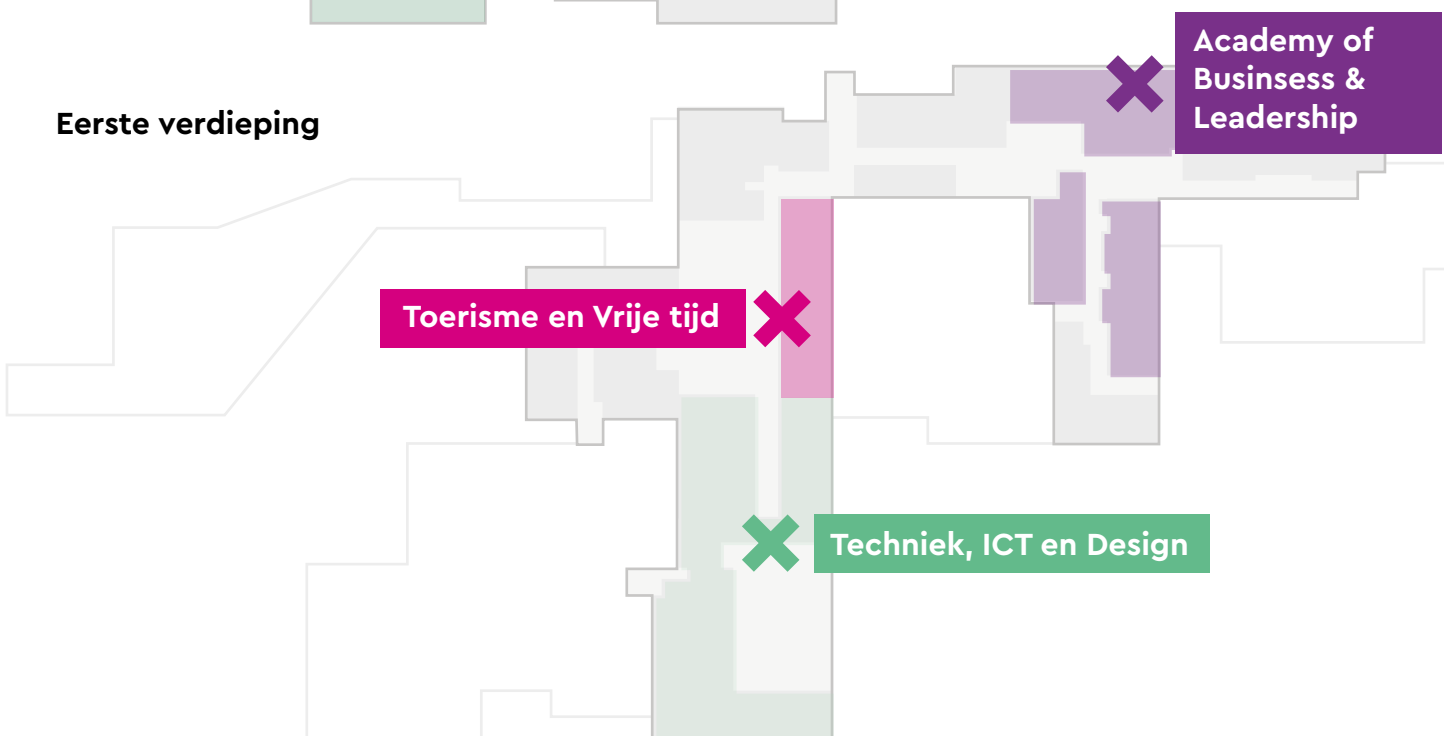 Academy of
Businsess &
Leadership
Eerste verdieping
Toerisme en Vrije tijd
Techniek, ICT en Design